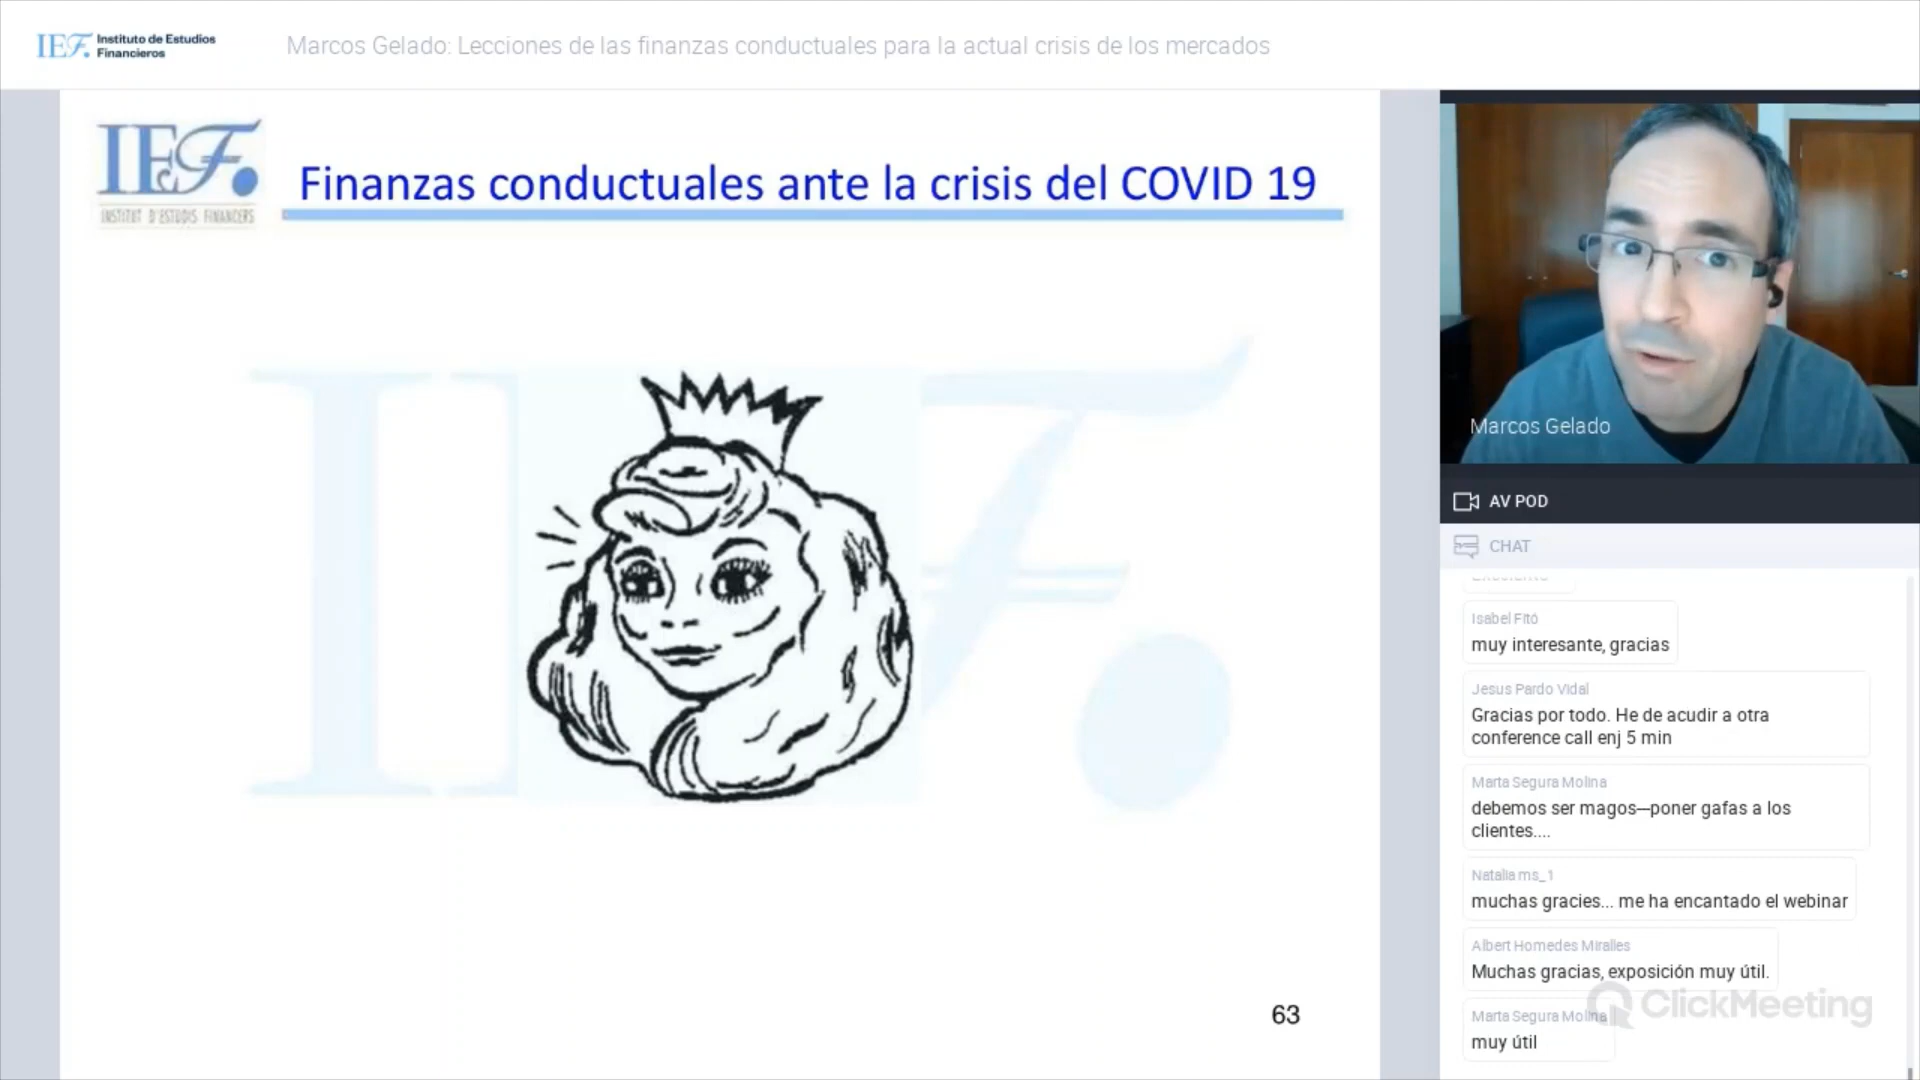 IEF. Instituto de Estudios
Financieros
Marcos Gelado: Lecciones de las finanzas conductuales para la actual crisis de los mercados
IEF.
INSTITUT D'ESTUDIS FINANCERS
Finanzas conductuales ante la crisis del COVID 19
63
Marcos Gelado
AV POD
CHAT
Isabel Fitó
muy interesante, gracias
Jesus Pardo Vidal
Gracias por todo. He de acudir a otra
conference call enj 5 min
Marta Segura Molina
debemos ser magos—poner gafas a los
clientes....
Natalia ms_1
muchas gracies... me ha encantado el webinar
Albert Homedes Miralles
Muchas gracias, exposición muy útil.
ClickMeeting
Marta Segura Molina
muy útil